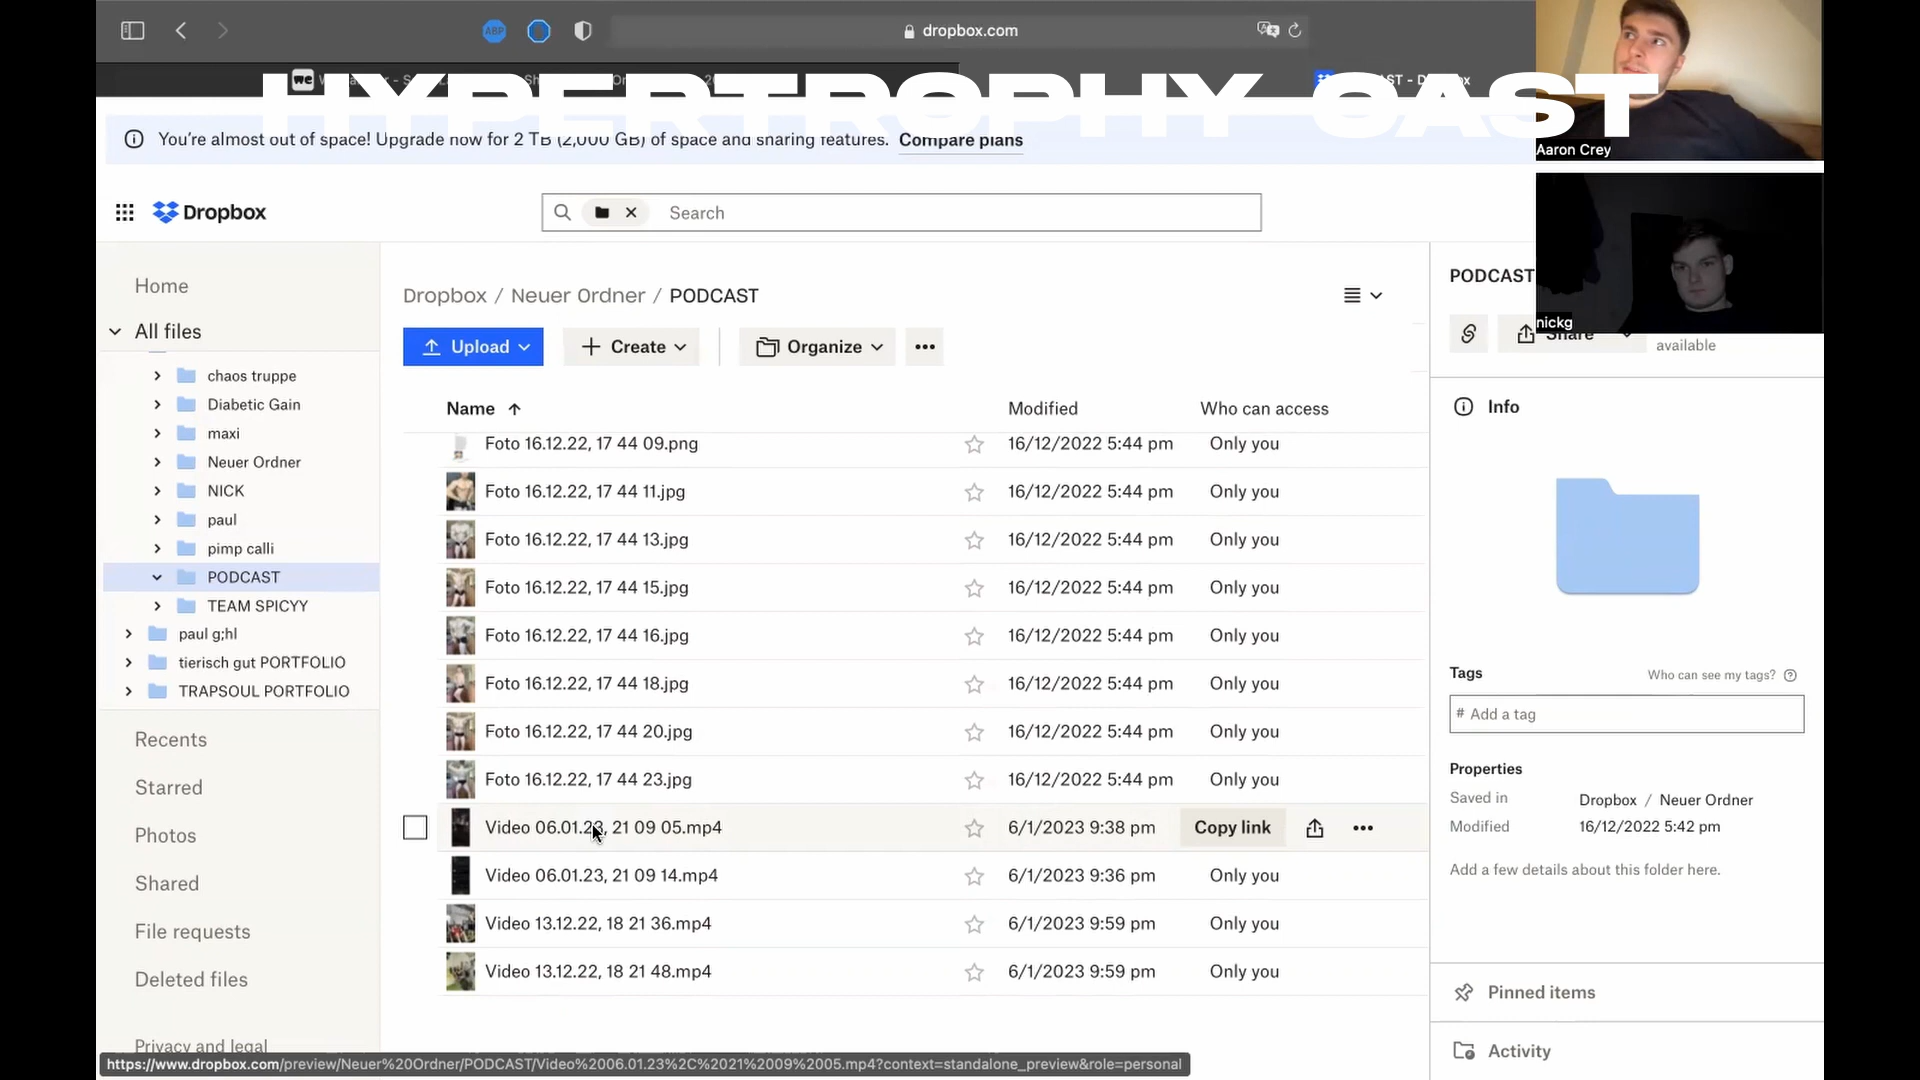 dropbox.com
HYPERTROPHY CAST
You're almost out of space! Upgrade now for 2 TB (2,000 GB) of space and sharing features. Compare plans
Aaron Crey
nickg
Dropbox
Search
Home
All files
chaos truppe
Diabetic Gain
maxi
Neuer Ordner
NICK
paul
pimp calli
PODCAST
TEAM SPICYY
paul g;hl
tierisch gut PORTFOLIO
TRAPSOUL PORTFOLIO
Recents
Starred
Photos
Shared
File requests
Deleted files
Privacy and legal
Dropbox / Neuer Ordner / PODCAST
Upload
Create
Organize
Name Modified Who can access
Foto 16.12.22, 17 44 09.png 16/12/2022 5:44 pm Only you
Foto 16.12.22, 17 44 11.jpg 16/12/2022 5:44 pm Only you
Foto 16.12.22, 17 44 13.jpg 16/12/2022 5:44 pm Only you
Foto 16.12.22, 17 44 15.jpg 16/12/2022 5:44 pm Only you
Foto 16.12.22, 17 44 16.jpg 16/12/2022 5:44 pm Only you
Foto 16.12.22, 17 44 18.jpg 16/12/2022 5:44 pm Only you
Foto 16.12.22, 17 44 20.jpg 16/12/2022 5:44 pm Only you
Foto 16.12.22, 17 44 23.jpg 16/12/2022 5:44 pm Only you
Video 06.01.23, 21 09 05.mp4 6/1/2023 9:38 pm Copy link
Video 06.01.23, 21 09 14.mp4 6/1/2023 9:36 pm Only you
Video 13.12.22, 18 21 36.mp4 6/1/2023 9:59 pm Only you
Video 13.12.22, 18 21 48.mp4 6/1/2023 9:59 pm Only you
PODCAST
Share
available
Info
Tags Who can see my tags?
# Add a tag
Properties
Saved in Dropbox / Neuer Ordner
Modified 16/12/2022 5:42 pm
Add a few details about this folder here.
Pinned items
Activity
https://www.dropbox.com/preview/Neuer%20Ordner/PODCAST/Video%2006.01.23%2C%2021%2009%2005.mp4?context=standalone_preview&role=personal